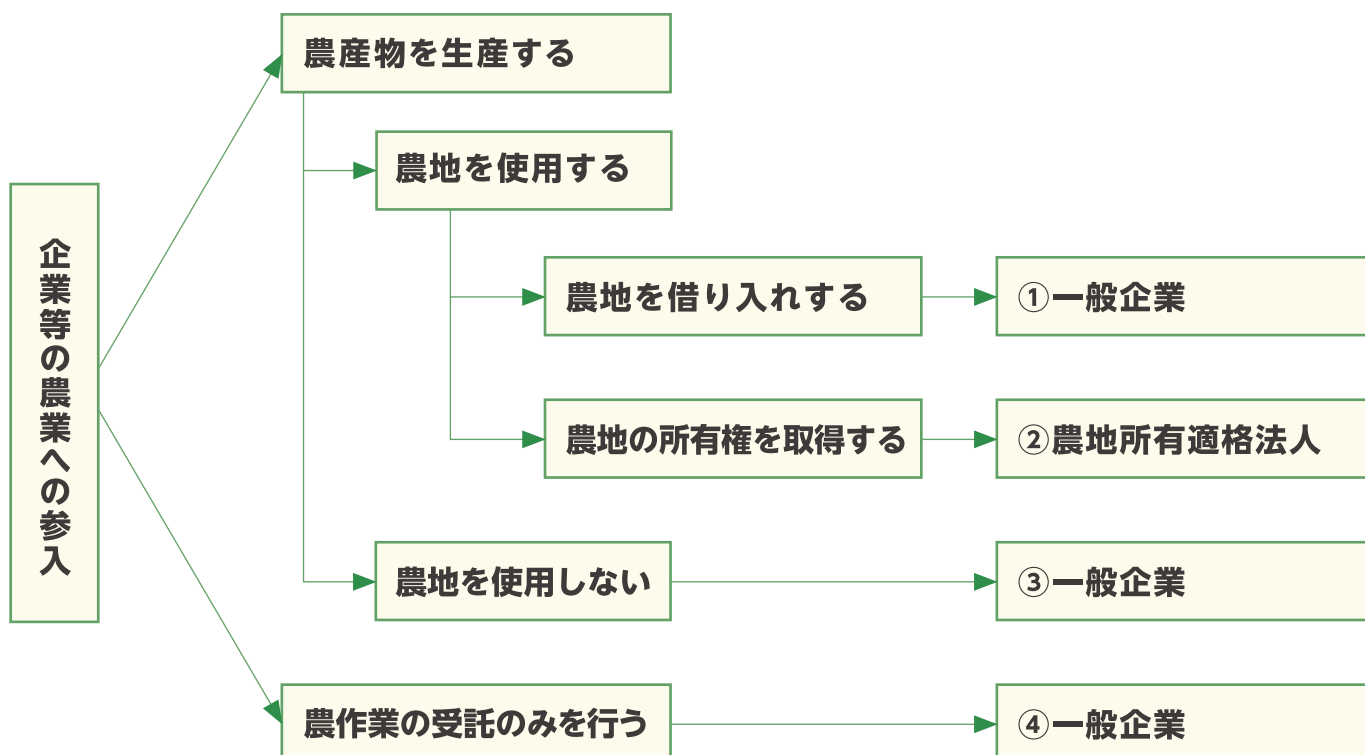 企業等の農業への参入
農産物を生産する
農地を使用する
農地を借り入れする
①一般企業
農地の所有権を取得する
②農地所有適格法人
農地を使用しない
③一般企業
農作業の受託のみを行う
④一般企業